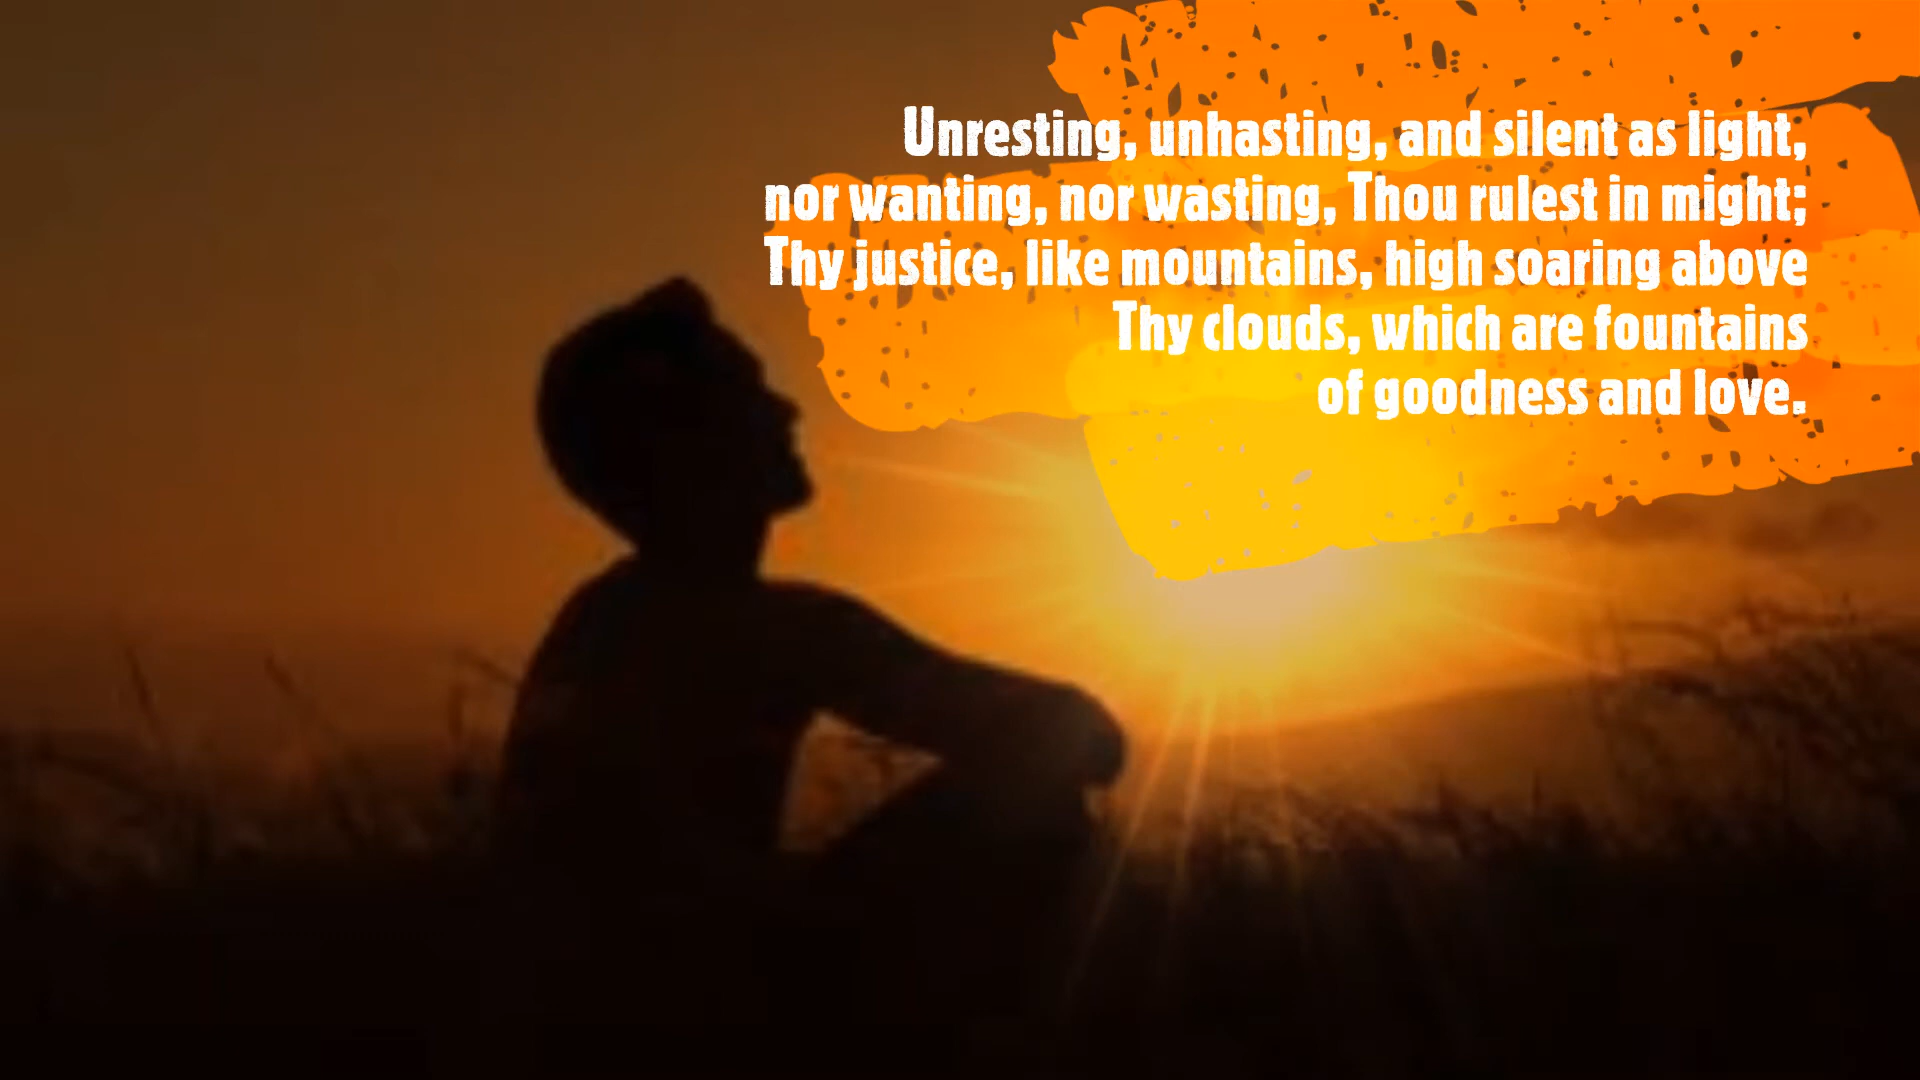 Unresting, unhasting, and silent as light,
nor wanting, nor wasting, Thou rulest in might;
Thy justice, like mountains, high soaring above
Thy clouds, which are fountains
of goodness and love.